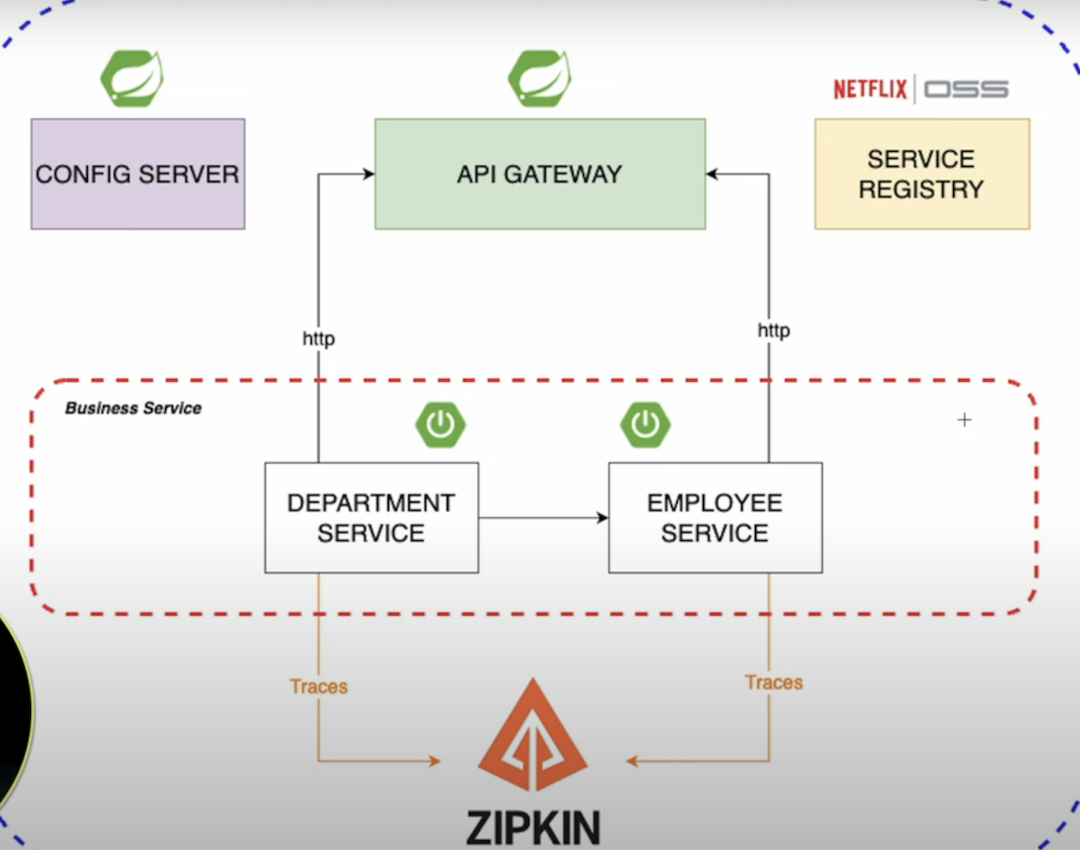 NETFLIX OSS
CONFIG SERVER
API GATEWAY
SERVICE
REGISTRY
http
http
Business Service
DEPARTMENT
SERVICE
EMPLOYEE
SERVICE
Traces
Traces
ZIPKIN